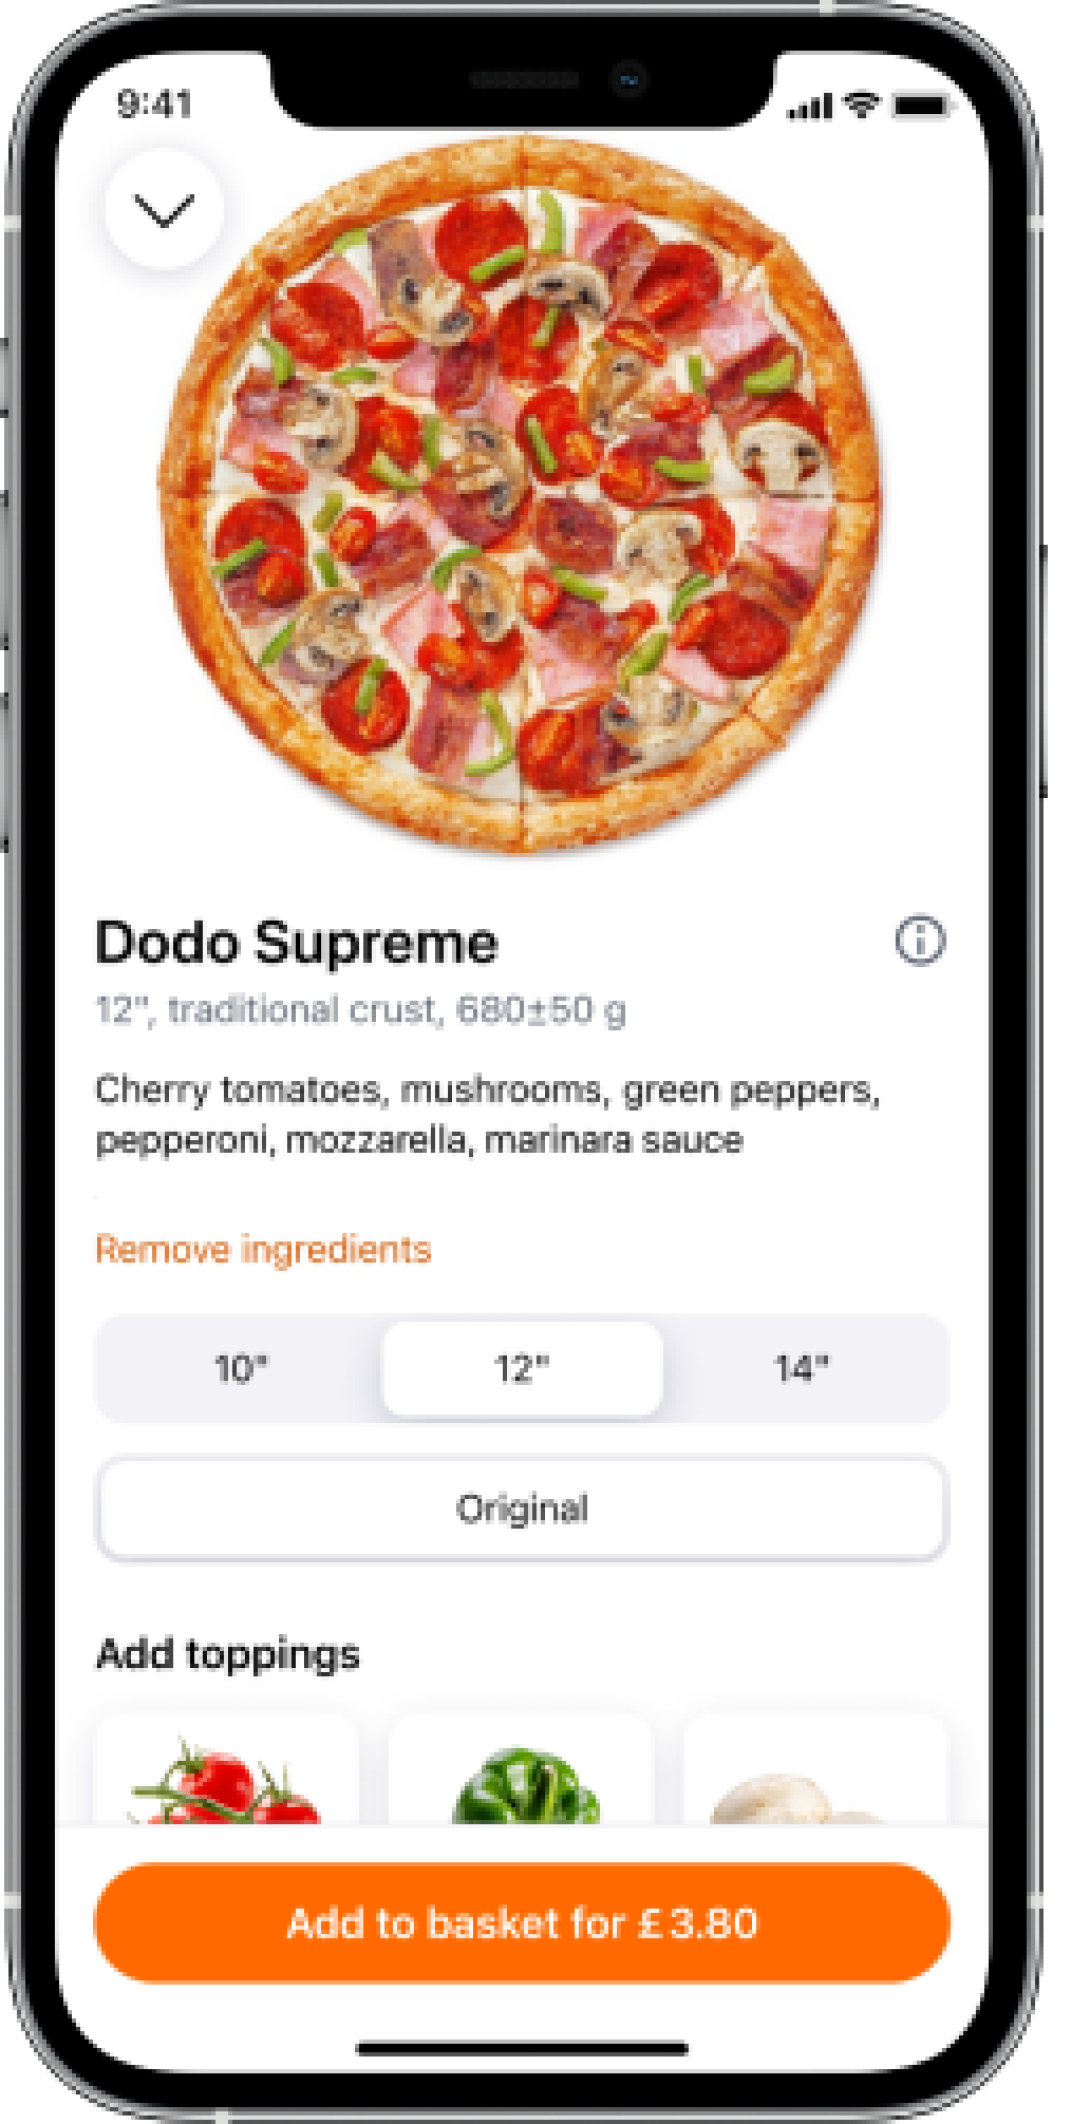 9:41
Dodo Supreme
12", traditional crust, 680±50 g
Cherry tomatoes, mushrooms, green peppers,
pepperoni, mozzarella, marinara sauce
Remove ingredients
10" 12" 14"
Original
Add toppings
Add to basket for £3.80